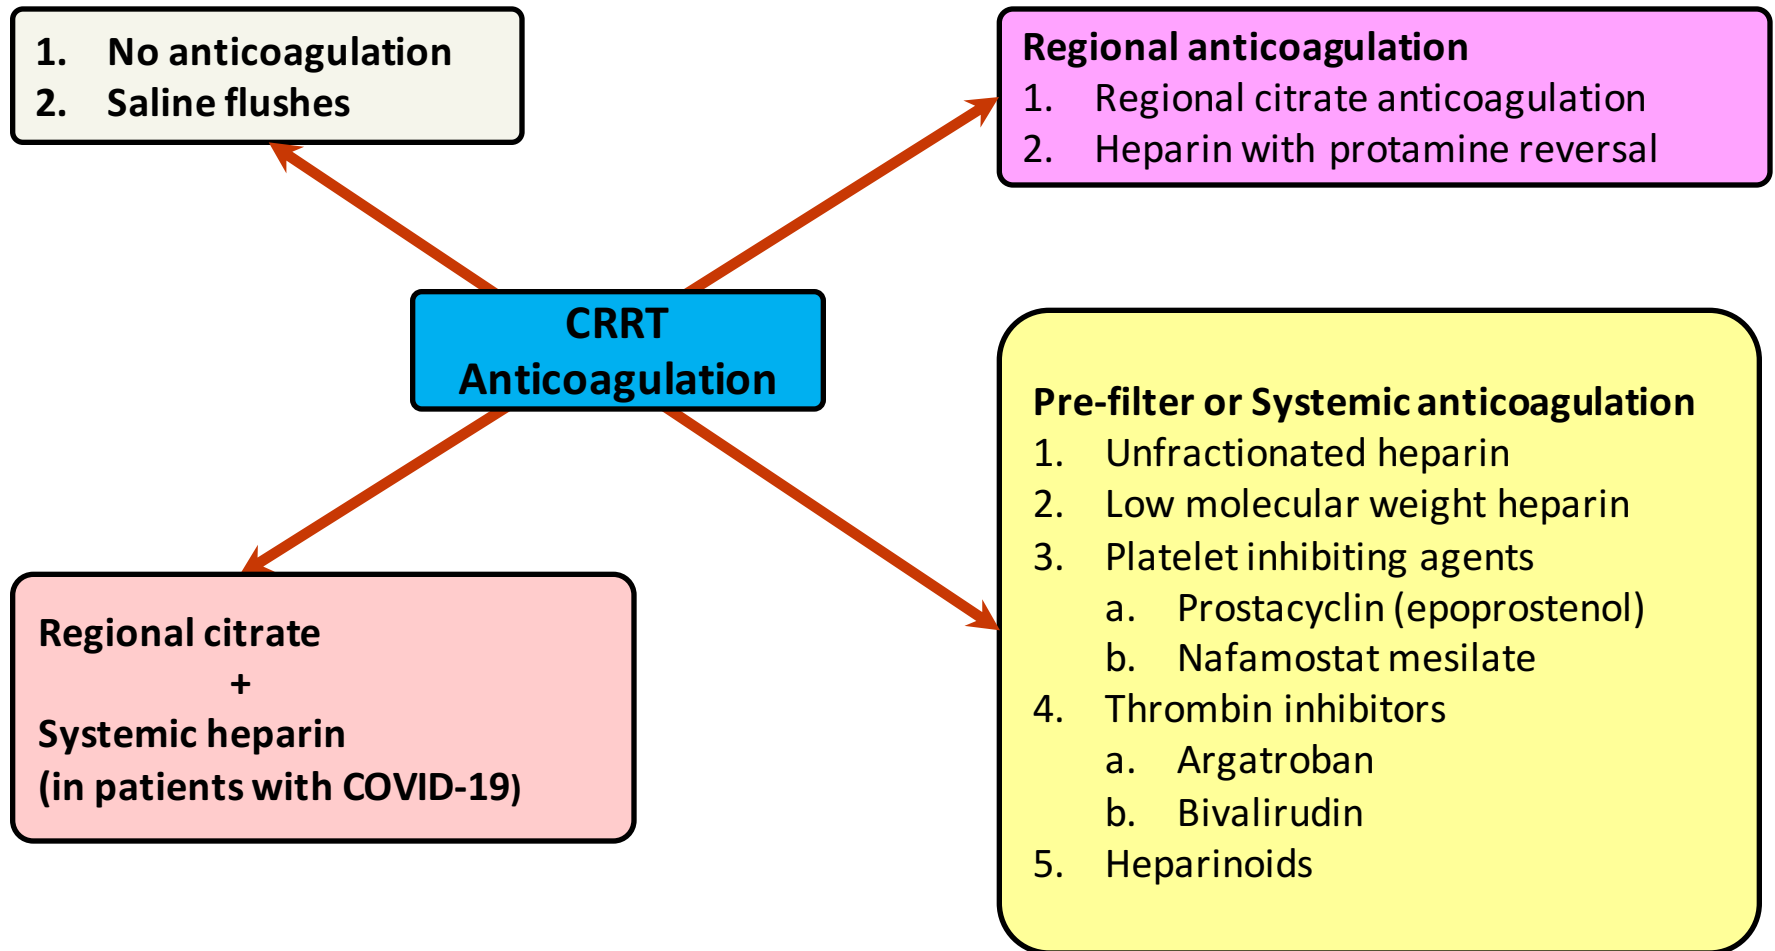 1. No anticoagulation
2. Saline flushes
Regional anticoagulation
1. Regional citrate anticoagulation
2. Heparin with protamine reversal
CRRT
Anticoagulation
Regional citrate
+
Systemic heparin
(in patients with COVID-19)
Pre-filter or Systemic anticoagulation
1. Unfractionated heparin
2. Low molecular weight heparin
3. Platelet inhibiting agents
a. Prostacyclin (epoprostenol)
b. Nafamostat mesilate
4. Thrombin inhibitors
a. Argatroban
b. Bivalirudin
5. Heparinoids